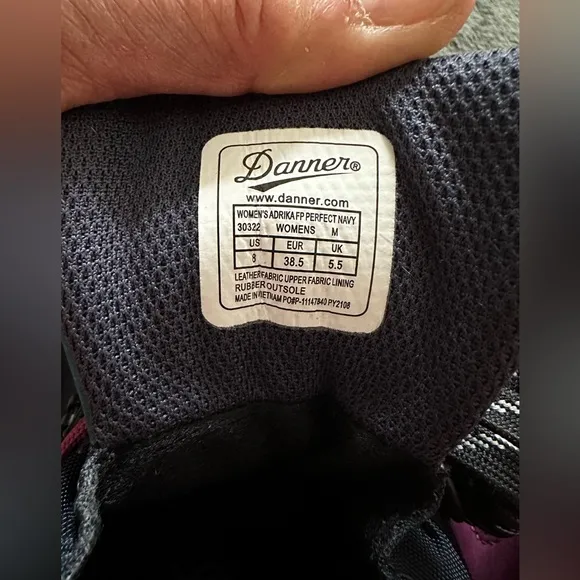 Danner®
www.danner.com
WOMEN'S ADRIKA FP PERFECT NAVY
30322 WOMENS M
US EUR UK
8 38.5 5.5
LEATHER/FABRIC UPPER FABRIC LINING
RUBBER OUTSOLE
MADE IN VIETNAM PO#P-11147840 PY2108